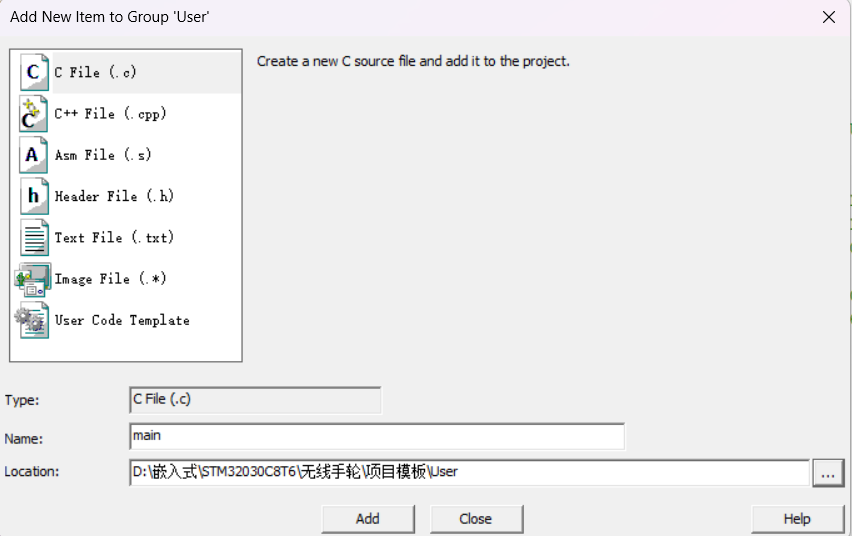 Add New Item to Group 'User'
C File (.c)
Create a new C source file and add it to the project.
C++ File (.cpp)
Asm File (.s)
Header File (.h)
Text File (.txt)
Image File (.*)
User Code Template
Type:
C File (.c)
Name:
main
Location:
D:\嵌入式\STM32030C8T6\无线手轮\项目模板\User
...
Add
Close
Help